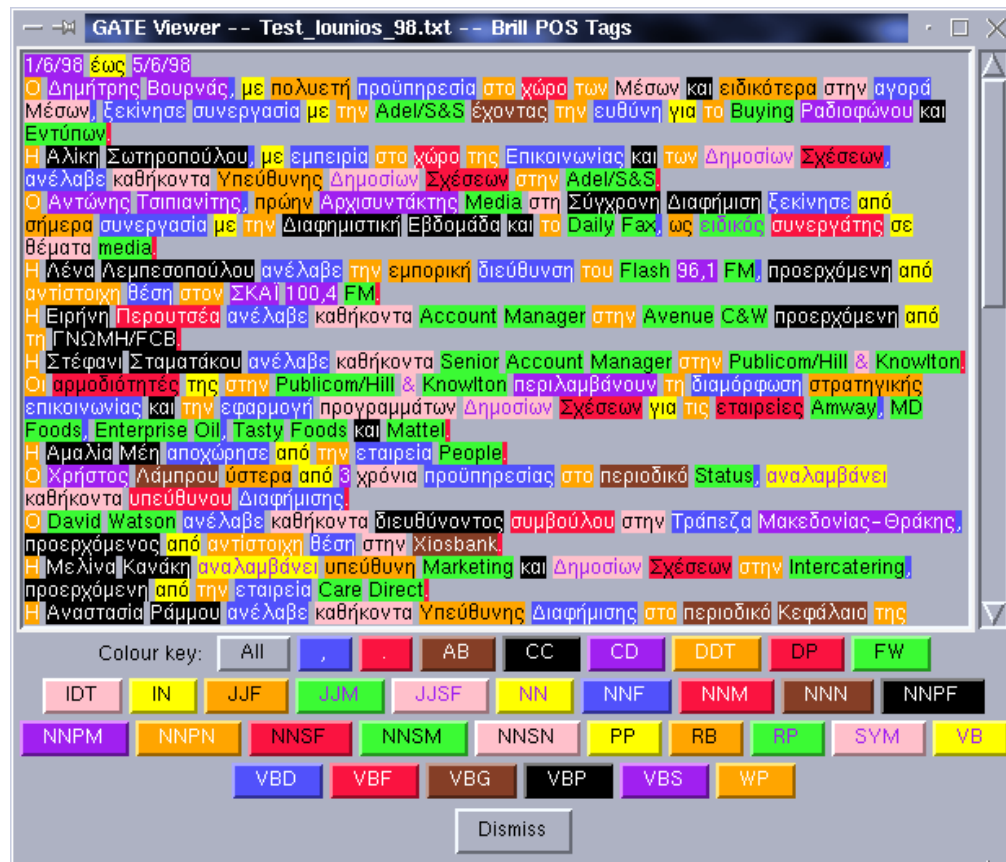 GATE Viewer -- Test_lounios_98.txt -- Brill POS Tags
1/6/98 έως 5/6/98
Ο Δημήτρης Βουρνάς, με πολυετή προϋπηρεσία στο χώρο των Μέσων και ειδικότερα στην αγορά
Μέσων, ξεκίνησε συνεργασία με την Adel/S&S έχοντας την ευθύνη για το Buying Ραδιοφώνου και
Εντύπων.
Η Αλίκη Σωτηροπούλου, με εμπειρία στο χώρο της Επικοινωνίας και των Δημοσίων Σχέσεων,
ανέλαβε καθήκοντα Υπεύθυνης Δημοσίων Σχέσεων στην Adel/S&S.
Ο Αντώνης Τσιπιανίτης, πρώην Αρχισυντάκτης Media στη Σύγχρονη Διαφήμιση ξεκίνησε από
σήμερα συνεργασία με την Διαφημιστική Εβδομάδα και το Daily Fax, ως ειδικός συνεργάτης σε
θέματα media.
Η Λένα Λεμπεσοπούλου ανέλαβε την εμπορική διεύθυνση του Flash 96,1 FM, προερχόμενη από
αντίστοιχη θέση στον ΣΚΑΪ 100,4 FM.
Η Ειρήνη Περουτσέα ανέλαβε καθήκοντα Account Manager στην Avenue C&W προερχόμενη από
τη ΓΝΩΜΗ/FCB.
Η Στέφανι Σταματάκου ανέλαβε καθήκοντα Senior Account Manager στην Publicom/Hill & Knowlton.
Οι αρμοδιότητές της στην Publicom/Hill & Knowlton περιλαμβάνουν τη διαμόρφωση στρατηγικής
επικοινωνίας και την εφαρμογή προγραμμάτων Δημοσίων Σχέσεων για τις εταιρείες Amway, MD
Foods, Enterprise Oil, Tasty Foods και Mattel.
Η Αμαλία Μέη αποχώρησε από την εταιρεία People.
Ο Χρήστος Λάμπρου ύστερα από 3 χρόνια προϋπηρεσίας στο περιοδικό Status, αναλαμβάνει
καθήκοντα υπεύθυνου Διαφήμισης.
Ο David Watson ανέλαβε καθήκοντα διευθύνοντος συμβούλου στην Τράπεζα Μακεδονίας-Θράκης,
προερχόμενος από αντίστοιχη θέση στην Xiosbank.
Η Μελίνα Κανάκη αναλαμβάνει υπεύθυνη Marketing και Δημοσίων Σχέσεων στην Intercatering,
προερχόμενη από την εταιρεία Care Direct.
Η Αναστασία Ράμμου ανέλαβε καθήκοντα Υπεύθυνης Διαφήμισης στο περιοδικό Κεφάλαιο της
Colour key: All , . AB CC CD DDT DP FW
IDT IN JJF JJM JJSF NN NNF NNM NNN NNPF
NNPM NNPN NNSF NNSM NNSN PP RB RP SYM VB
VBD VBF VBG VBP VBS WP
Dismiss